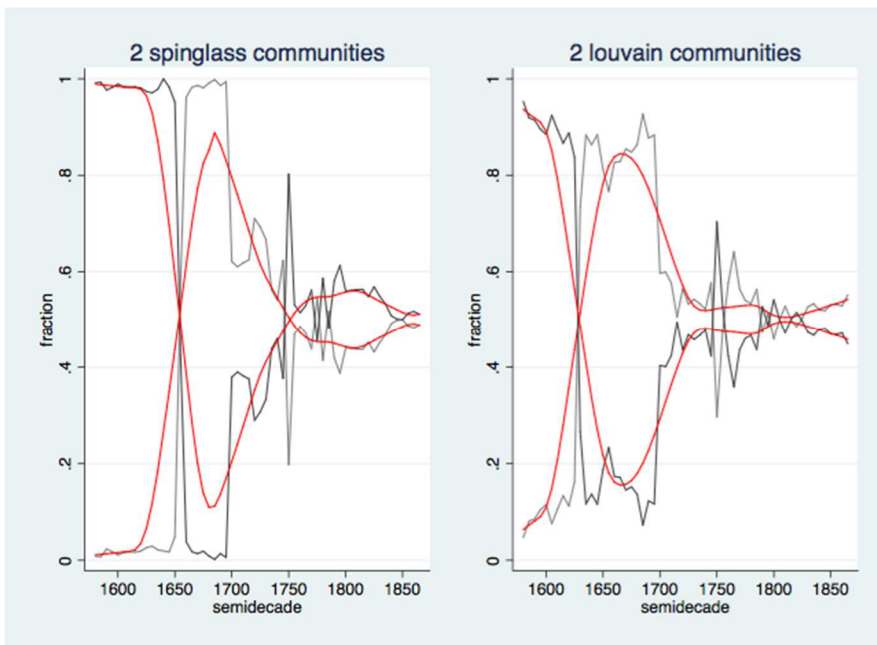 2 spinglass communities
fraction
1
.8
.6
.4
.2
0
1600 1650 1700 1750 1800 1850
semidecade
2 louvain communities
fraction
1
.8
.6
.4
.2
0
1600 1650 1700 1750 1800 1850
semidecade